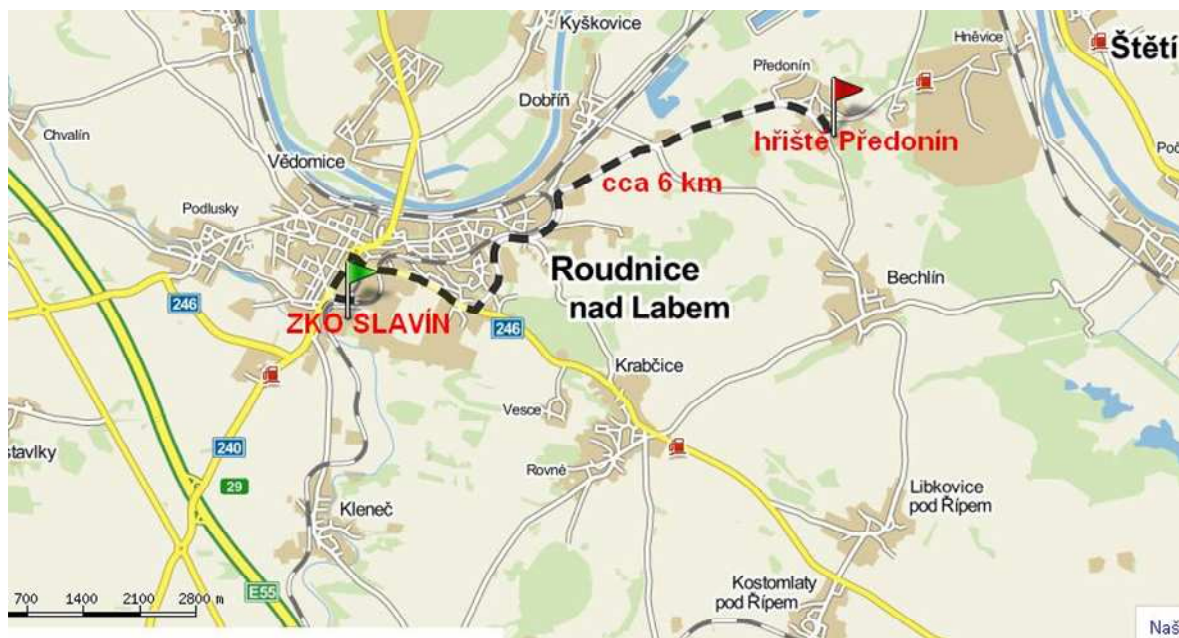 Kyškovice
Hněvice
Štětí
Předonín
Dobříň
Chvalín
hřiště Předonín
Poč
Vědomice
cca 6 km
Podlusky
Roudnice
nad Labem
Bechlín
246
ZKO SLAVÍN
246
Krabčice
Vesce
240
stavlky
Rovné
29
Libkovice
pod Řípem
Kleneč
E55
Kostomlaty
pod Řípem
700 1400 2100 2800 m
Naš